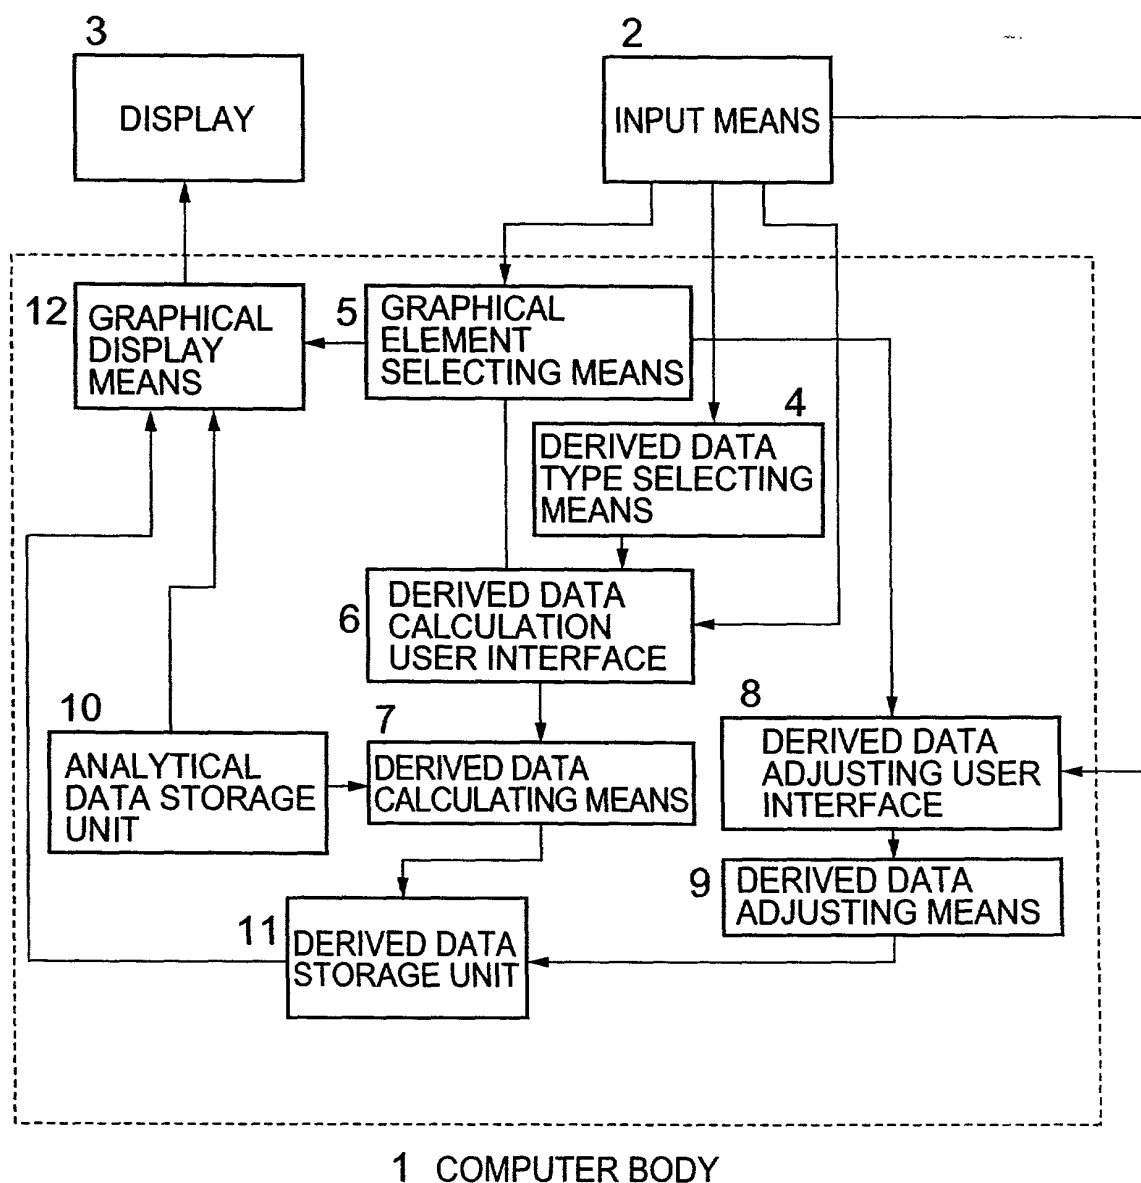 3
DISPLAY
2
INPUT MEANS
12
GRAPHICAL
DISPLAY
MEANS
5
GRAPHICAL
ELEMENT
SELECTING MEANS
4
DERIVED DATA
TYPE SELECTING
MEANS
6
DERIVED DATA
CALCULATION
USER INTERFACE
10
ANALYTICAL
DATA STORAGE
UNIT
7
DERIVED DATA
CALCULATING MEANS
8
DERIVED DATA
ADJUSTING USER
INTERFACE
9
DERIVED DATA
ADJUSTING MEANS
11
DERIVED DATA
STORAGE UNIT
1 COMPUTER BODY